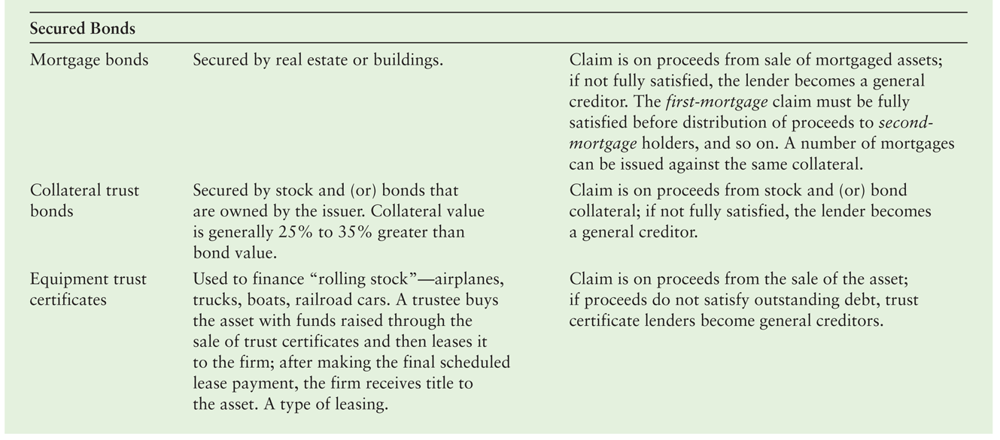 Secured Bonds
Mortgage bonds
Secured by real estate or buildings.
Claim is on proceeds from sale of mortgaged assets;
if not fully satisfied, the lender becomes a general
creditor. The first-mortgage claim must be fully
satisfied before distribution of proceeds to second-
mortgage holders, and so on. A number of mortgages
can be issued against the same collateral.
Collateral trust
bonds
Secured by stock and (or) bonds that
are owned by the issuer. Collateral value
is generally 25% to 35% greater than
bond value.
Claim is on proceeds from stock and (or) bond
collateral; if not fully satisfied, the lender becomes
a general creditor.
Equipment trust
certificates
Used to finance “rolling stock”—airplanes,
trucks, boats, railroad cars. A trustee buys
the asset with funds raised through the
sale of trust certificates and then leases it
to the firm; after making the final scheduled
lease payment, the firm receives title to
the asset. A type of leasing.
Claim is on proceeds from the sale of the asset;
if proceeds do not satisfy outstanding debt, trust
certificate lenders become general creditors.